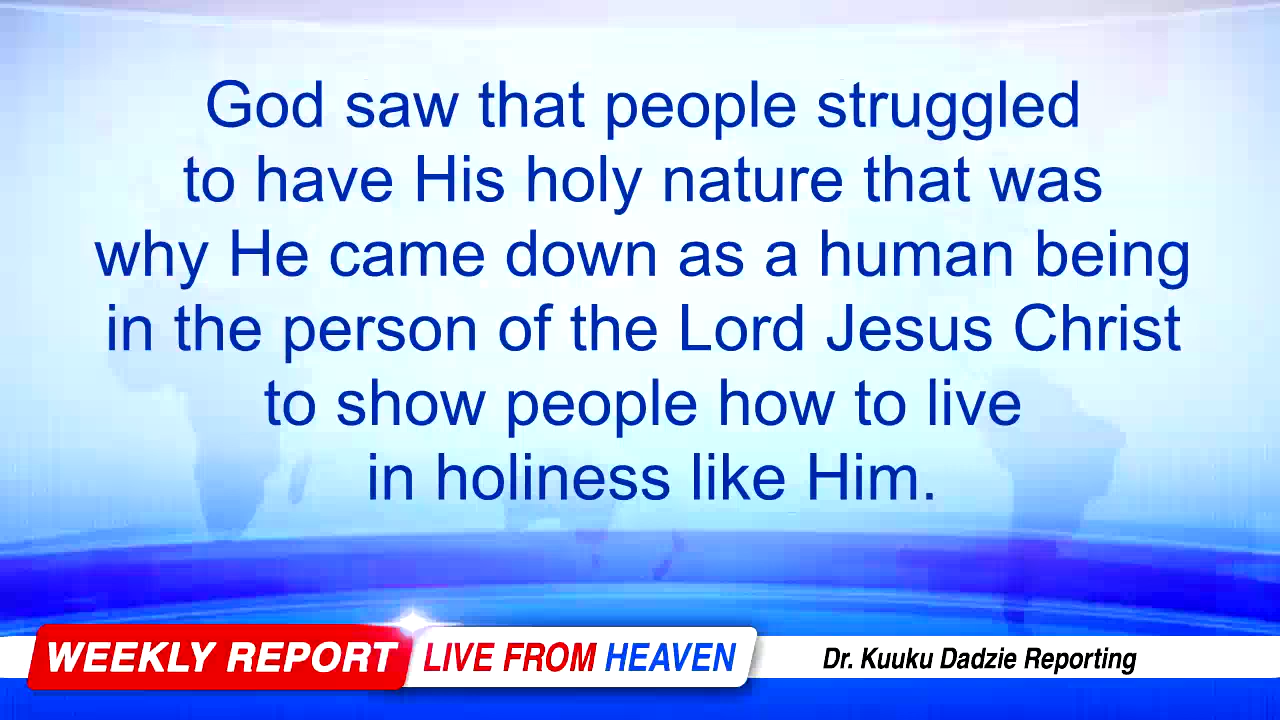 God saw that people struggled
to have His holy nature that was
why He came down as a human being
in the person of the Lord Jesus Christ
to show people how to live
in holiness like Him.
WEEKLY REPORT LIVE FROM HEAVEN Dr. Kuuku Dadzie Reporting